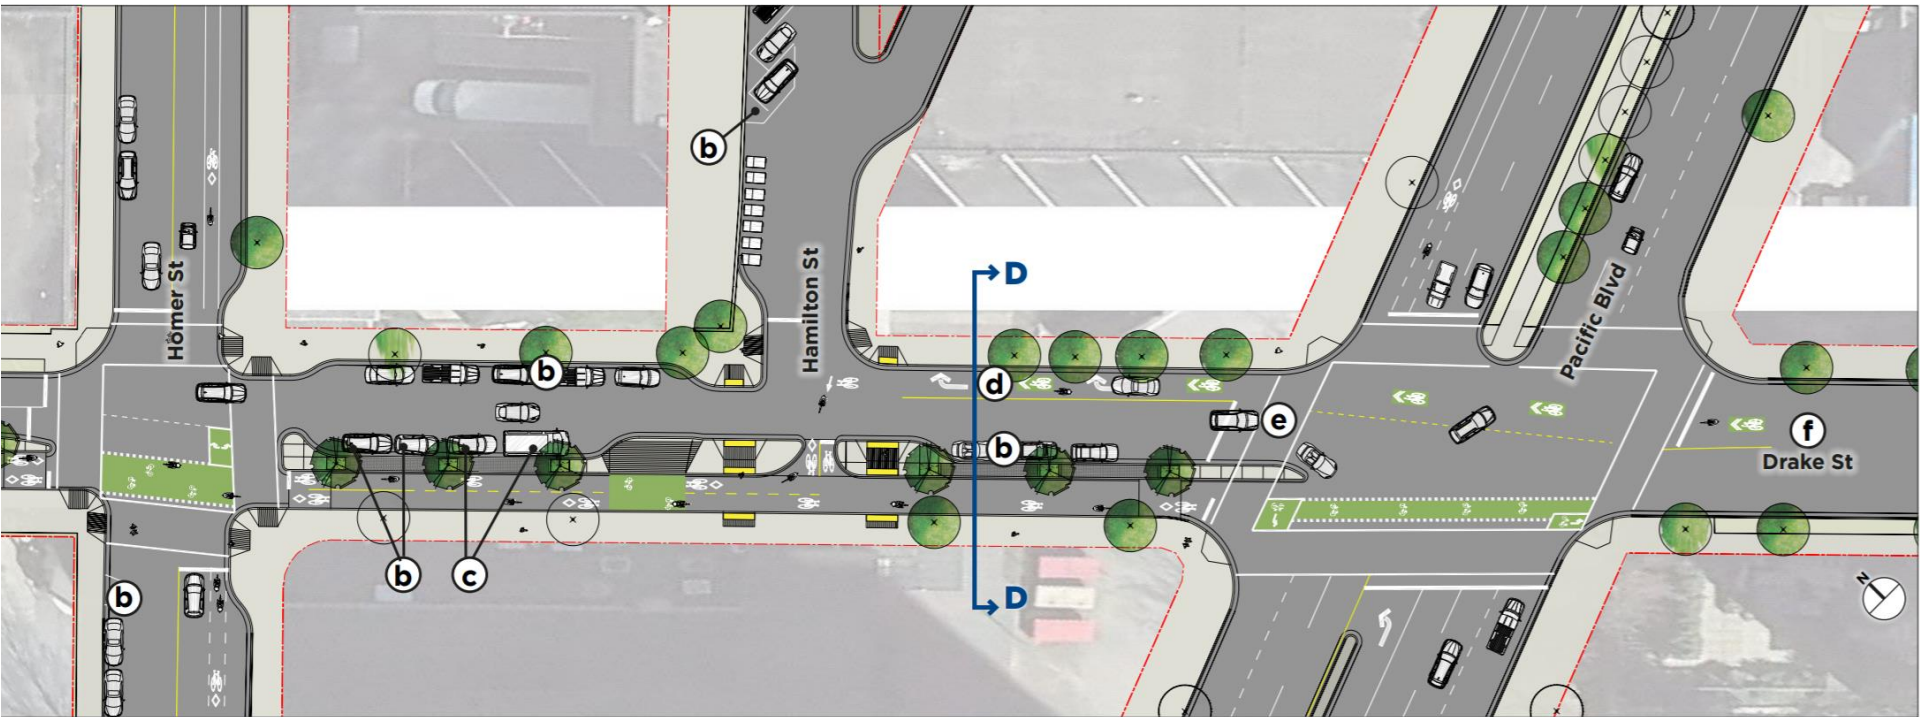 b
Homer St
Hamilton St
D
Pacific Blvd
b
d
e
b
f
Drake St
b
c
b
D
N